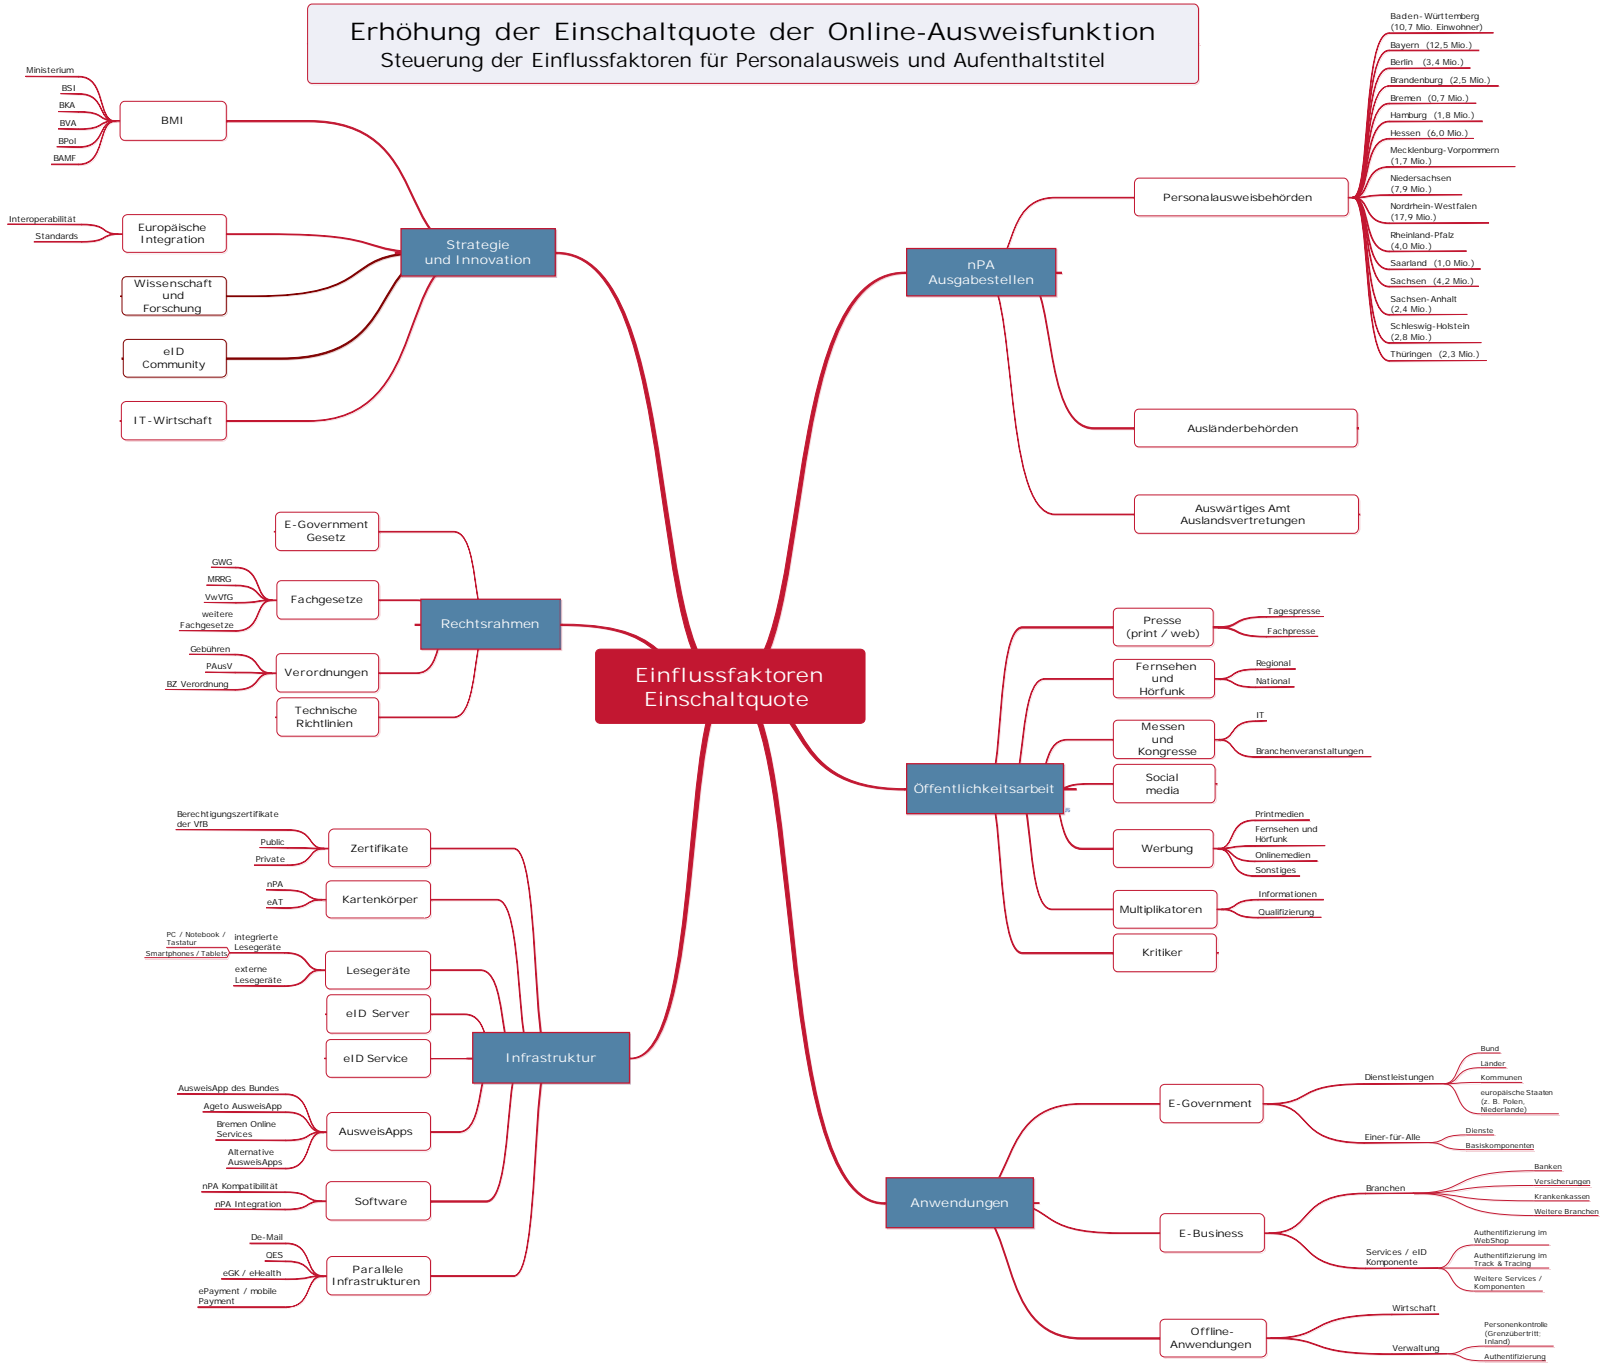 Erhöhung der Einschaltquote der Online-Ausweisfunktion
Steuerung der Einflussfaktoren für Personalausweis und Aufenthaltstitel
Einflussfaktoren
Einschaltquote
Strategie
und Innovation
BMI
Ministerium
BSI
BKA
BVA
BPol
BAMF
Europäische
Integration
Interoperabilität
Standards
Wissenschaft
und
Forschung
eID
Community
IT-Wirtschaft
Rechtsrahmen
E-Government
Gesetz
Fachgesetze
GWG
MRRG
VwVfG
weitere
Fachgesetze
Verordnungen
Gebühren
PAusV
BZ Verordnung
Technische
Richtlinien
Infrastruktur
Zertifikate
Berechtigungszertifikate
der VfB
Public
Private
Kartenkörper
nPA
eAT
Lesegeräte
integrierte
Lesegeräte
PC / Notebook /
Tastatur
Smartphones / Tablets
externe
Lesegeräte
eID Server
eID Service
AusweisApps
AusweisApp des Bundes
Ageto AusweisApp
Bremen Online
Services
Alternative
AusweisApps
Software
nPA Kompatibilität
nPA Integration
Parallele
Infrastrukturen
De-Mail
QES
eGK / eHealth
ePayment / mobile
Payment
nPA
Ausgabestellen
Personalausweisbehörden
Baden-Württemberg
(10,7 Mio. Einwohner)
Bayern (12,5 Mio.)
Berlin (3,4 Mio.)
Brandenburg (2,5 Mio.)
Bremen (0,7 Mio.)
Hamburg (1,8 Mio.)
Hessen (6,0 Mio.)
Mecklenburg-Vorpommern
(1,7 Mio.)
Niedersachsen
(7,9 Mio.)
Nordrhein-Westfalen
(17,9 Mio.)
Rheinland-Pfalz
(4,0 Mio.)
Saarland (1,0 Mio.)
Sachsen (4,2 Mio.)
Sachsen-Anhalt
(2,4 Mio.)
Schleswig-Holstein
(2,8 Mio.)
Thüringen (2,3 Mio.)
Ausländerbehörden
Auswärtiges Amt
Auslandsvertretungen
Öffentlichkeitsarbeit
Presse
(print / web)
Tagespresse
Fachpresse
Fernsehen
und
Hörfunk
Regional
National
Messen
und
Kongresse
IT
Branchenveranstaltungen
Social
media
Werbung
Printmedien
Fernsehen und
Hörfunk
Onlinemedien
Sonstiges
Multiplikatoren
Informationen
Qualifizierung
Kritiker
Anwendungen
E-Government
Dienstleistungen
Bund
Länder
Kommunen
europäische Staaten
(z. B. Polen,
Niederlande)
Einer-für-Alle
Dienste
Basiskomponenten
E-Business
Branchen
Banken
Versicherungen
Krankenkassen
Weitere Branchen
Services / eID
Komponente
Authentifizierung im
WebShop
Authentifizierung im
Track & Tracing
Weitere Services /
Komponenten
Offline-
Anwendungen
Wirtschaft
Verwaltung
Personenkontrolle
(Grenzübertritt;
Inland)
Authentifizierung